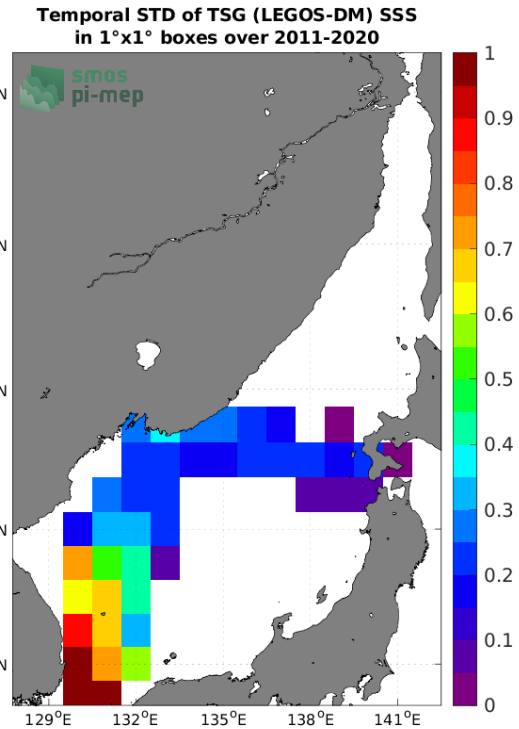 Temporal STD of TSG (LEGOS-DM) SSS
in 1°x1° boxes over 2011-2020
smos
pi-mep
N
N
N
N
N
1
0.9
0.8
0.7
0.6
0.5
0.4
0.3
0.2
0.1
0
129°E
132°E
135°E
138°E
141°E